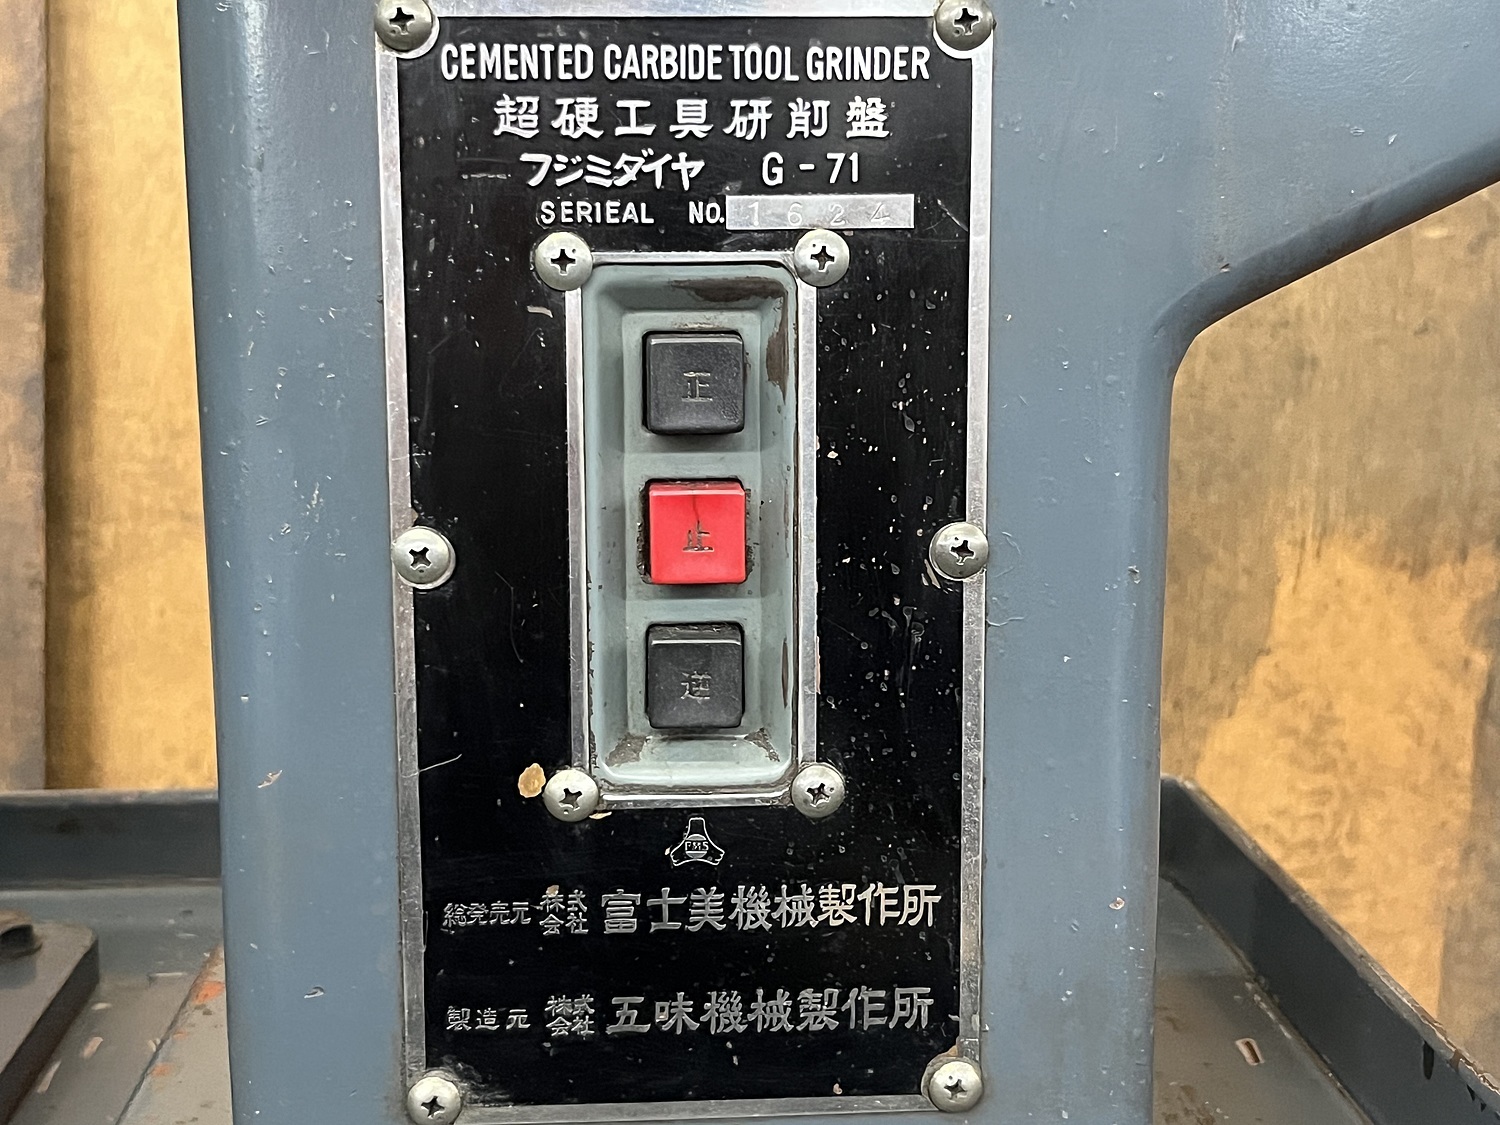 CEMENTED CARBIDE TOOL GRINDER
超硬工具研削盤
フジミダイヤ G-71
SERIEAL NO. 1624
正
止
逆
FMS
総発売元 株式会社 富士美機械製作所
製造元 株式会社 五味機械製作所